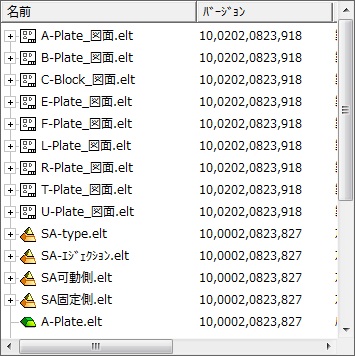 名前 ﾊﾞｰｼﾞｮﾝ
A-Plate_図面.elt 10,0202,0823,918
B-Plate_図面.elt 10,0202,0823,918
C-Block_図面.elt 10,0202,0823,918
E-Plate_図面.elt 10,0202,0823,918
F-Plate_図面.elt 10,0202,0823,918
L-Plate_図面.elt 10,0202,0823,918
R-Plate_図面.elt 10,0202,0823,918
T-Plate_図面.elt 10,0202,0823,918
U-Plate_図面.elt 10,0202,0823,918
SA-type.elt 10,0002,0823,827
SA-ｴｼﾞｪｸｼｮﾝ.elt 10,0002,0823,827
SA可動側.elt 10,0002,0823,827
SA固定側.elt 10,0002,0823,827
A-Plate.elt 10,0002,0823,827